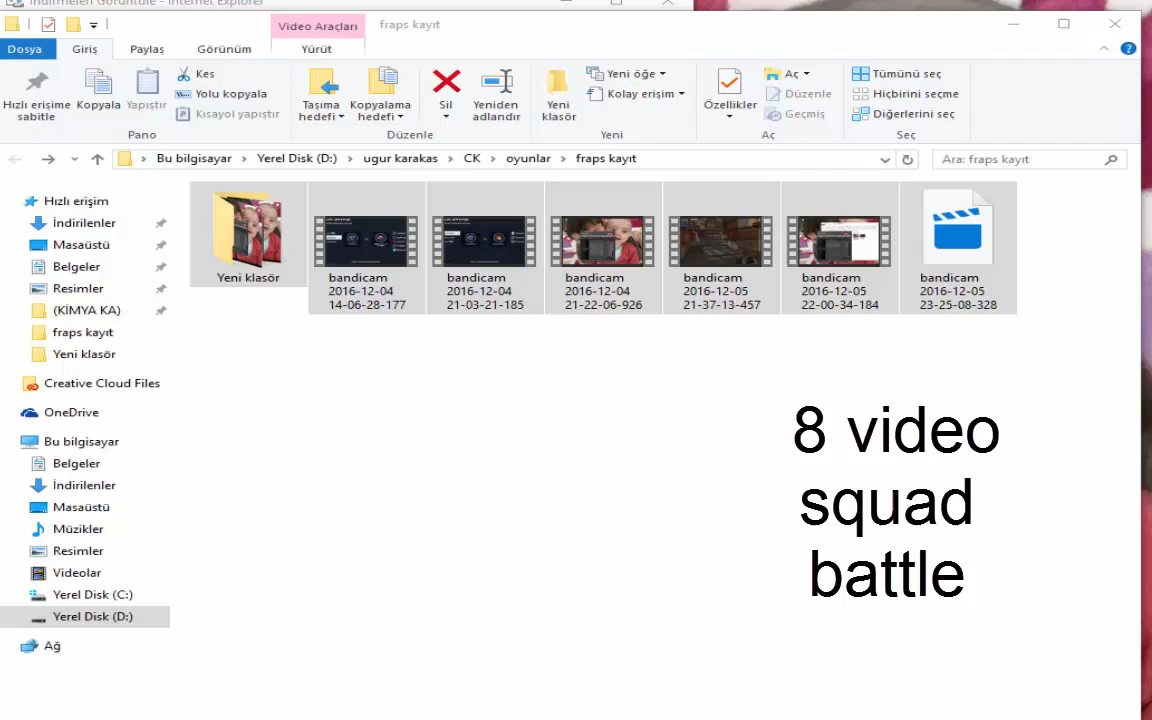 İndirmeleri Görüntüle - Internet Explorer
Video Araçları
fraps kayıt
Dosya
Giriş
Paylaş
Görünüm
Yürüt
Hızlı erişime sabitle
Kopyala
Yapıştır
Kes
Yolu kopyala
Kısayol yapıştır
Pano
Taşıma hedefi
Kopyalama hedefi
Sil
Yeniden adlandır
Düzenle
Yeni klasör
Yeni öğe
Kolay erişim
Yeni
Özellikler
Aç
Düzenle
Geçmiş
Aç
Tümünü seç
Hiçbirini seçme
Diğerlerini seç
Seç
Bu bilgisayar > Yerel Disk (D:) > ugur karakas > CK > oyunlar > fraps kayıt
Ara: fraps kayıt
Hızlı erişim
İndirilenler
Masaüstü
Belgeler
Resimler
(KİMYA KA)
fraps kayıt
Yeni klasör
Creative Cloud Files
OneDrive
Bu bilgisayar
Belgeler
İndirilenler
Masaüstü
Müzikler
Resimler
Videolar
Yerel Disk (C:)
Yerel Disk (D:)
Ağ
Yeni klasör
bandicam
2016-12-04
14-06-28-177
bandicam
2016-12-04
21-03-21-185
bandicam
2016-12-04
21-22-06-926
bandicam
2016-12-05
21-37-13-457
bandicam
2016-12-05
22-00-34-184
bandicam
2016-12-05
23-25-08-328
8 video
squad
battle